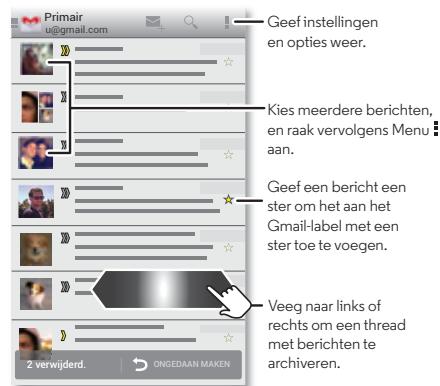 Primair
u@gmail.com
Geef instellingen
en opties weer.
Kies meerdere berichten,
en raak vervolgens Menu
aan.
Geef een bericht een
ster om het aan het
Gmail-label met een
ster toe te voegen.
Veeg naar links of
rechts om een thread
met berichten te
archiveren.
2 verwijderd.
ONGEDAAN MAKEN